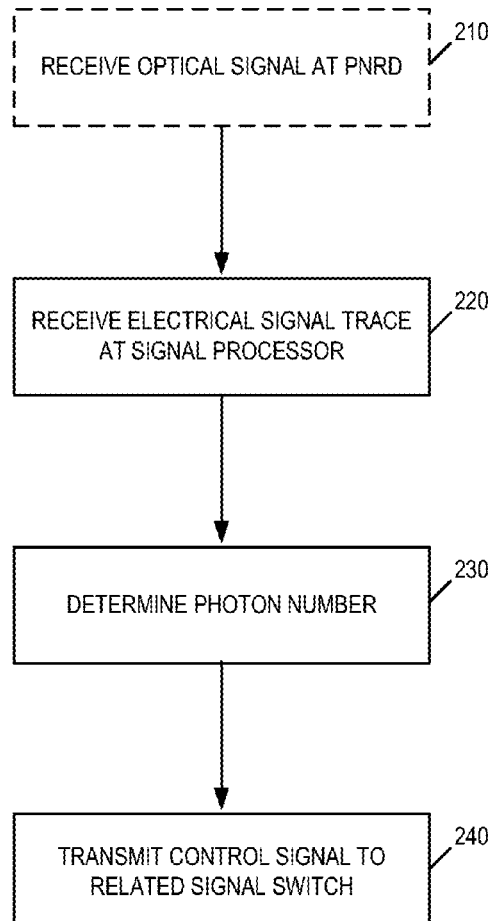 210
RECEIVE OPTICAL SIGNAL AT PNRD
220
RECEIVE ELECTRICAL SIGNAL TRACE
AT SIGNAL PROCESSOR
230
DETERMINE PHOTON NUMBER
240
TRANSMIT CONTROL SIGNAL TO
RELATED SIGNAL SWITCH